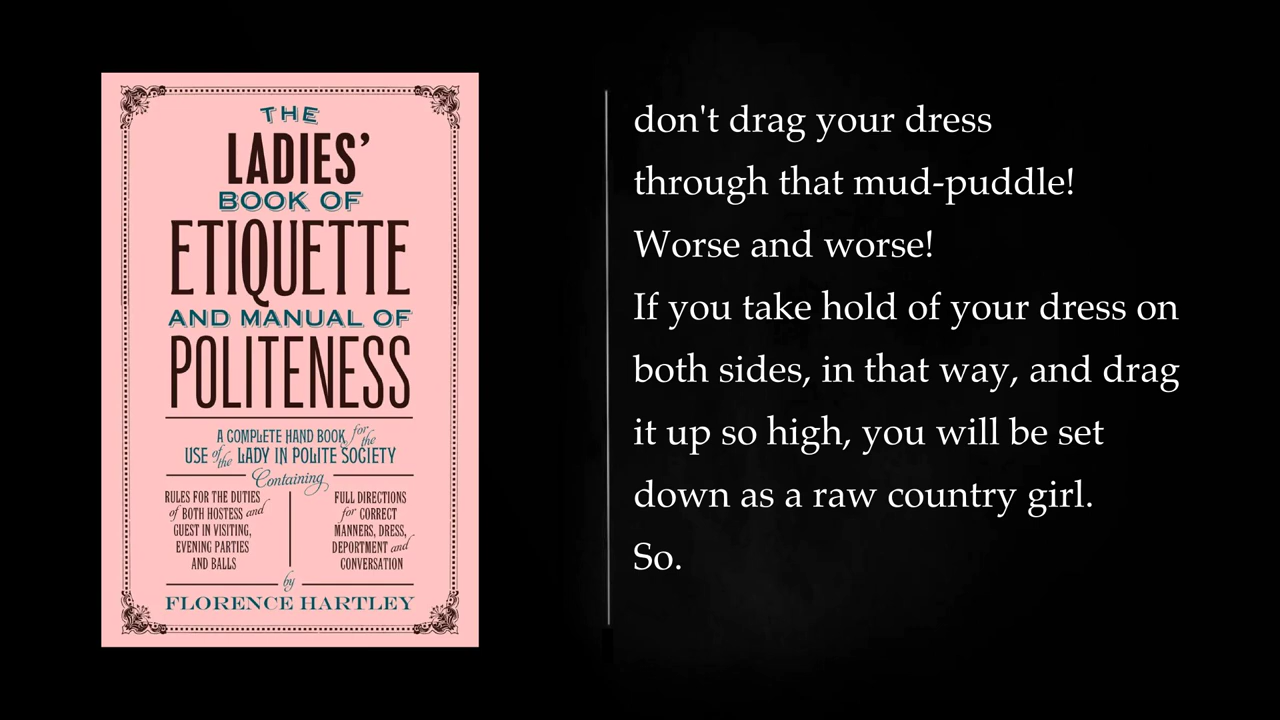 THE
LADIES'
BOOK OF
ETIQUETTE
AND MANUAL OF
POLITENESS
A COMPLETE HAND BOOK for the
USE of the LADY IN POLITE SOCIETY
Containing
RULES FOR THE DUTIES
of BOTH HOSTESS and
GUEST IN VISITING,
EVENING PARTIES
AND BALLS
FULL DIRECTIONS
for CORRECT
MANNERS, DRESS,
DEPORTMENT and
CONVERSATION
by
FLORENCE HARTLEY
don't drag your dress
through that mud-puddle!
Worse and worse!
If you take hold of your dress on
both sides, in that way, and drag
it up so high, you will be set
down as a raw country girl.
So.